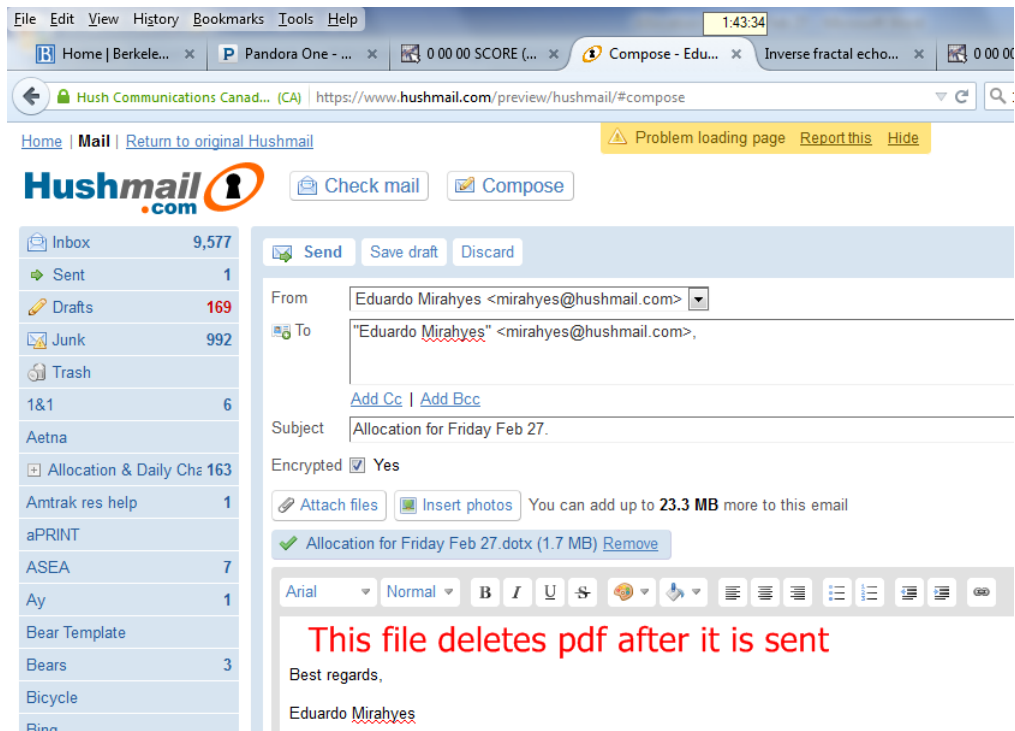 File Edit View History Bookmarks Tools Help
1:43:34
Home | Berkele... × P Pandora One - ... × 0 00 00 SCORE (... × Compose - Edu... × Inverse fractal echo... × 0 00 00
Hush Communications Canad... (CA) https://www.hushmail.com/preview/hushmail/#compose
Home | Mail | Return to original Hushmail
Problem loading page Report this Hide
Hushmail.com
Check mail Compose
Inbox 9,577
Sent 1
Drafts 169
Junk 992
Trash
1&1 6
Aetna
Allocation & Daily Cha 163
Amtrak res help 1
aPRINT
ASEA 7
Ay 1
Bear Template
Bears 3
Bicycle
Bing
Send Save draft Discard
From Eduardo Mirahyes <mirahyes@hushmail.com>
To "Eduardo Mirahyes" <mirahyes@hushmail.com>,
Add Cc | Add Bcc
Subject Allocation for Friday Feb 27.
Encrypted Yes
Attach files Insert photos You can add up to 23.3 MB more to this email
Allocation for Friday Feb 27.dotx (1.7 MB) Remove
Arial Normal B I U S
This file deletes pdf after it is sent
Best regards,
Eduardo Mirahyes